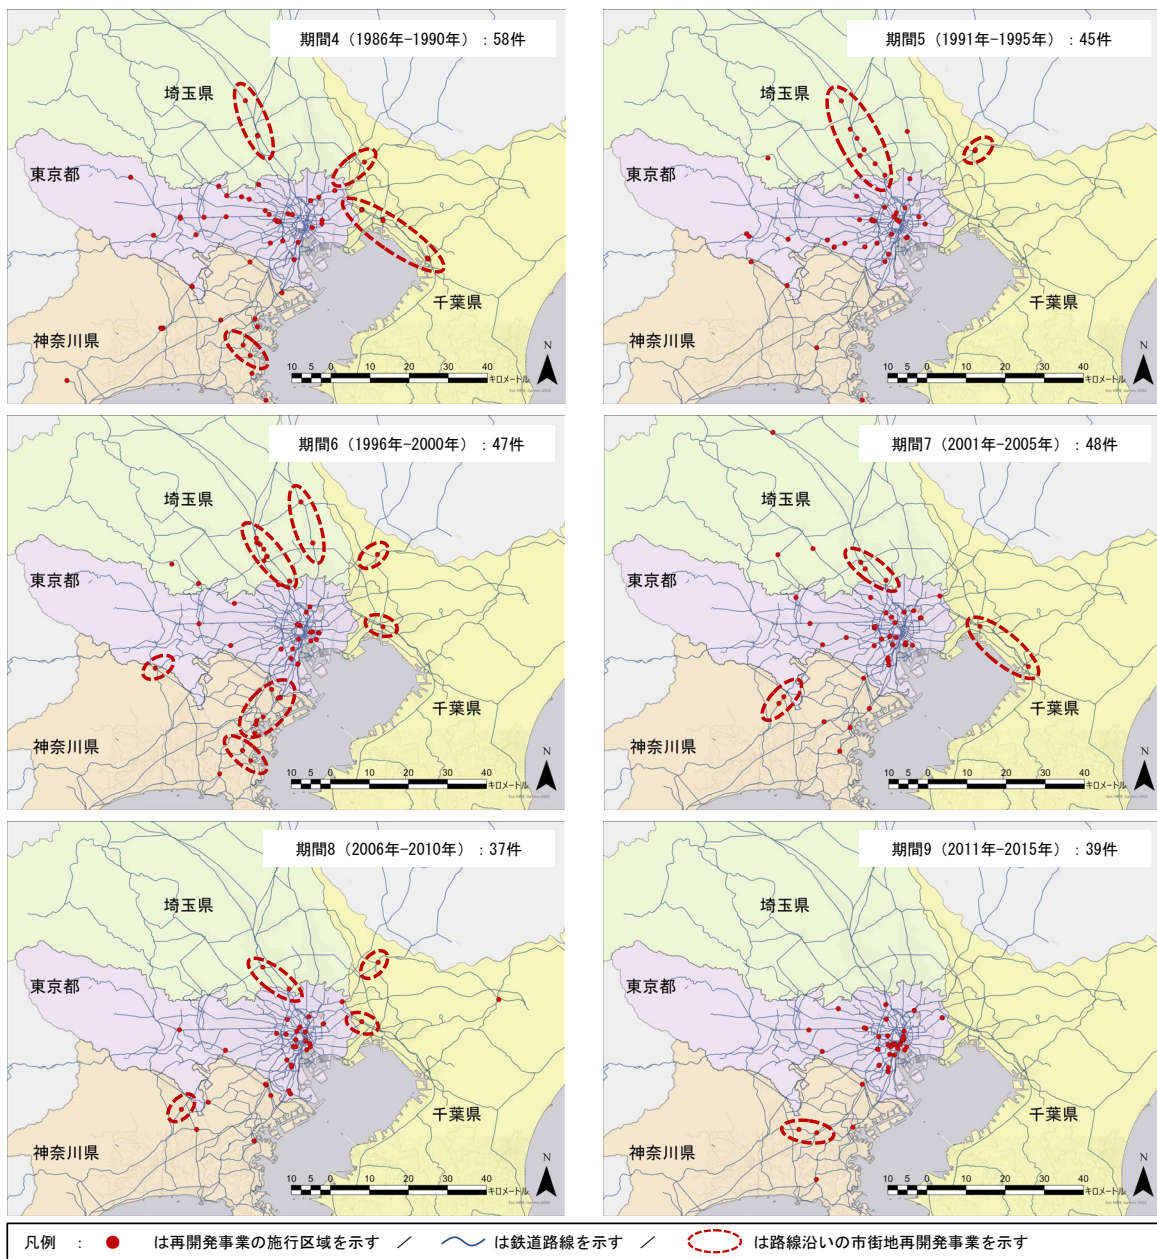 期間4（1986年-1990年）：58件
埼玉県
東京都
千葉県
神奈川県
N
10 5 0 10 20 30 40
キロメートル
期間5（1991年-1995年）：45件
埼玉県
東京都
千葉県
神奈川県
N
10 5 0 10 20 30 40
キロメートル
期間6（1996年-2000年）：47件
埼玉県
東京都
千葉県
神奈川県
N
10 5 0 10 20 30 40
キロメートル
期間7（2001年-2005年）：48件
埼玉県
東京都
千葉県
神奈川県
N
10 5 0 10 20 30 40
キロメートル
期間8（2006年-2010年）：37件
埼玉県
東京都
千葉県
神奈川県
N
10 5 0 10 20 30 40
キロメートル
期間9（2011年-2015年）：39件
埼玉県
東京都
千葉県
神奈川県
N
10 5 0 10 20 30 40
キロメートル
凡例 ： は再開発事業の施行区域を示す ／ は鉄道路線を示す ／ は路線沿いの市街地再開発事業を示す